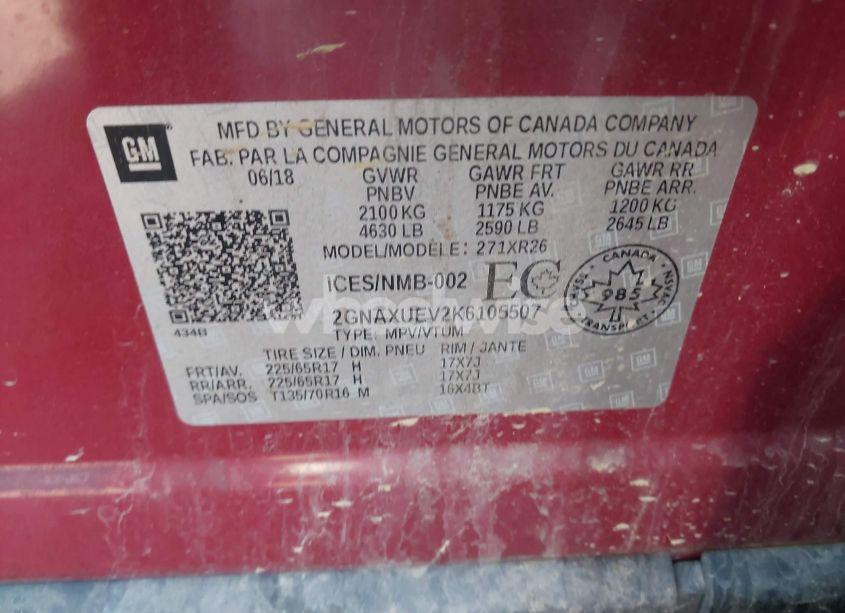 GM
MFD BY GENERAL MOTORS OF CANADA COMPANY
FAB. PAR LA COMPAGNIE GENERAL MOTORS DU CANADA
06/18 GVWR GAWR FRT GAWR RR
PNBV PNBE AV. PNBE ARR.
2100 KG 1175 KG 1200 KG
4630 LB 2590 LB 2645 LB
MODEL/MODÈLE: 271XR26
ICES/NMB-002 EC
CANADA
985
TRANSPORT
2GNAXUEV2K6105507
434B
TYPE: MPV/VTUM
TIRE SIZE / DIM. PNEU RIM / JANTE
FRT/AV. 225/65R17 H 17X7J
RR/ARR. 225/65R17 H 17X7J
SPA/SOS T135/70R16 M 16X4BT